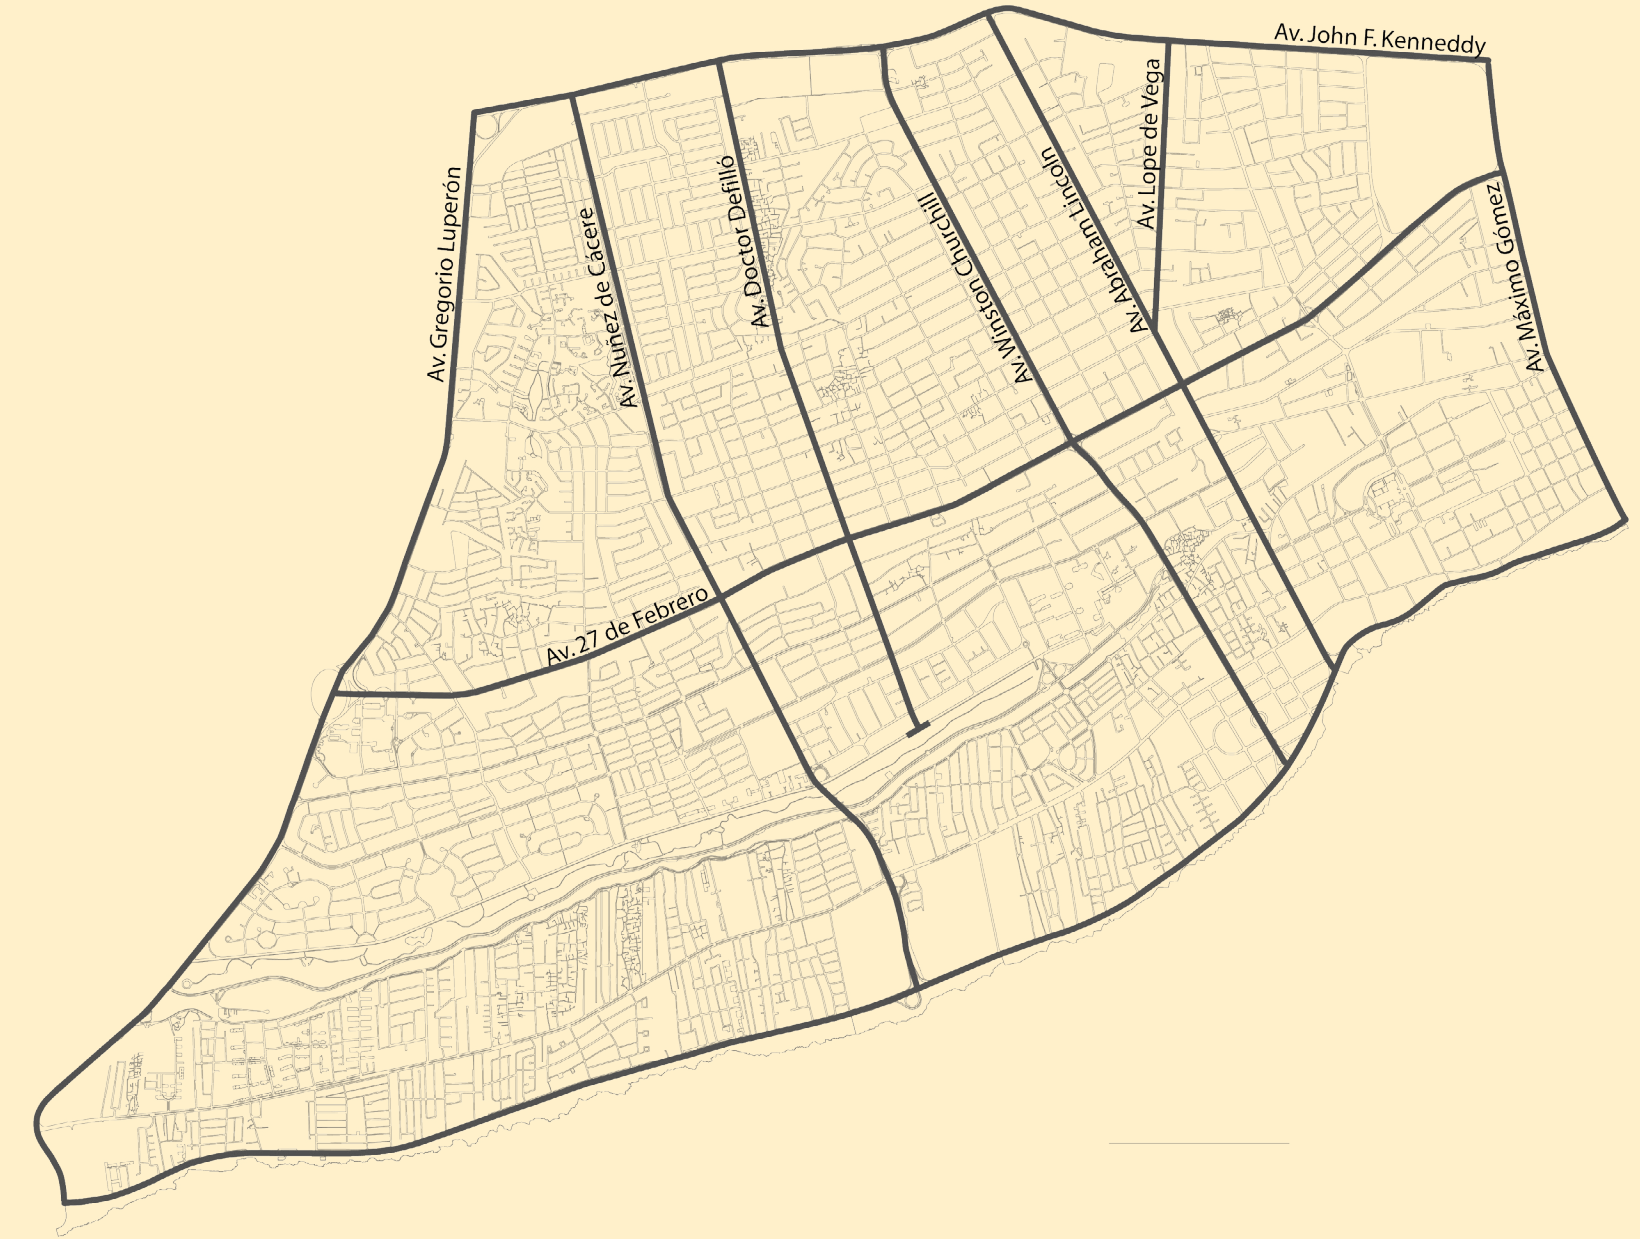 Av. John F. Kenneddy
Av. Gregorio Luperón
Av. Nuñez de Cácere
Av. Doctor Defilló
Av. Winston Churchill
Av. Abraham Lincoln
Av. Lope de Vega
Av. Máximo Gómez
Av. 27 de Febrero